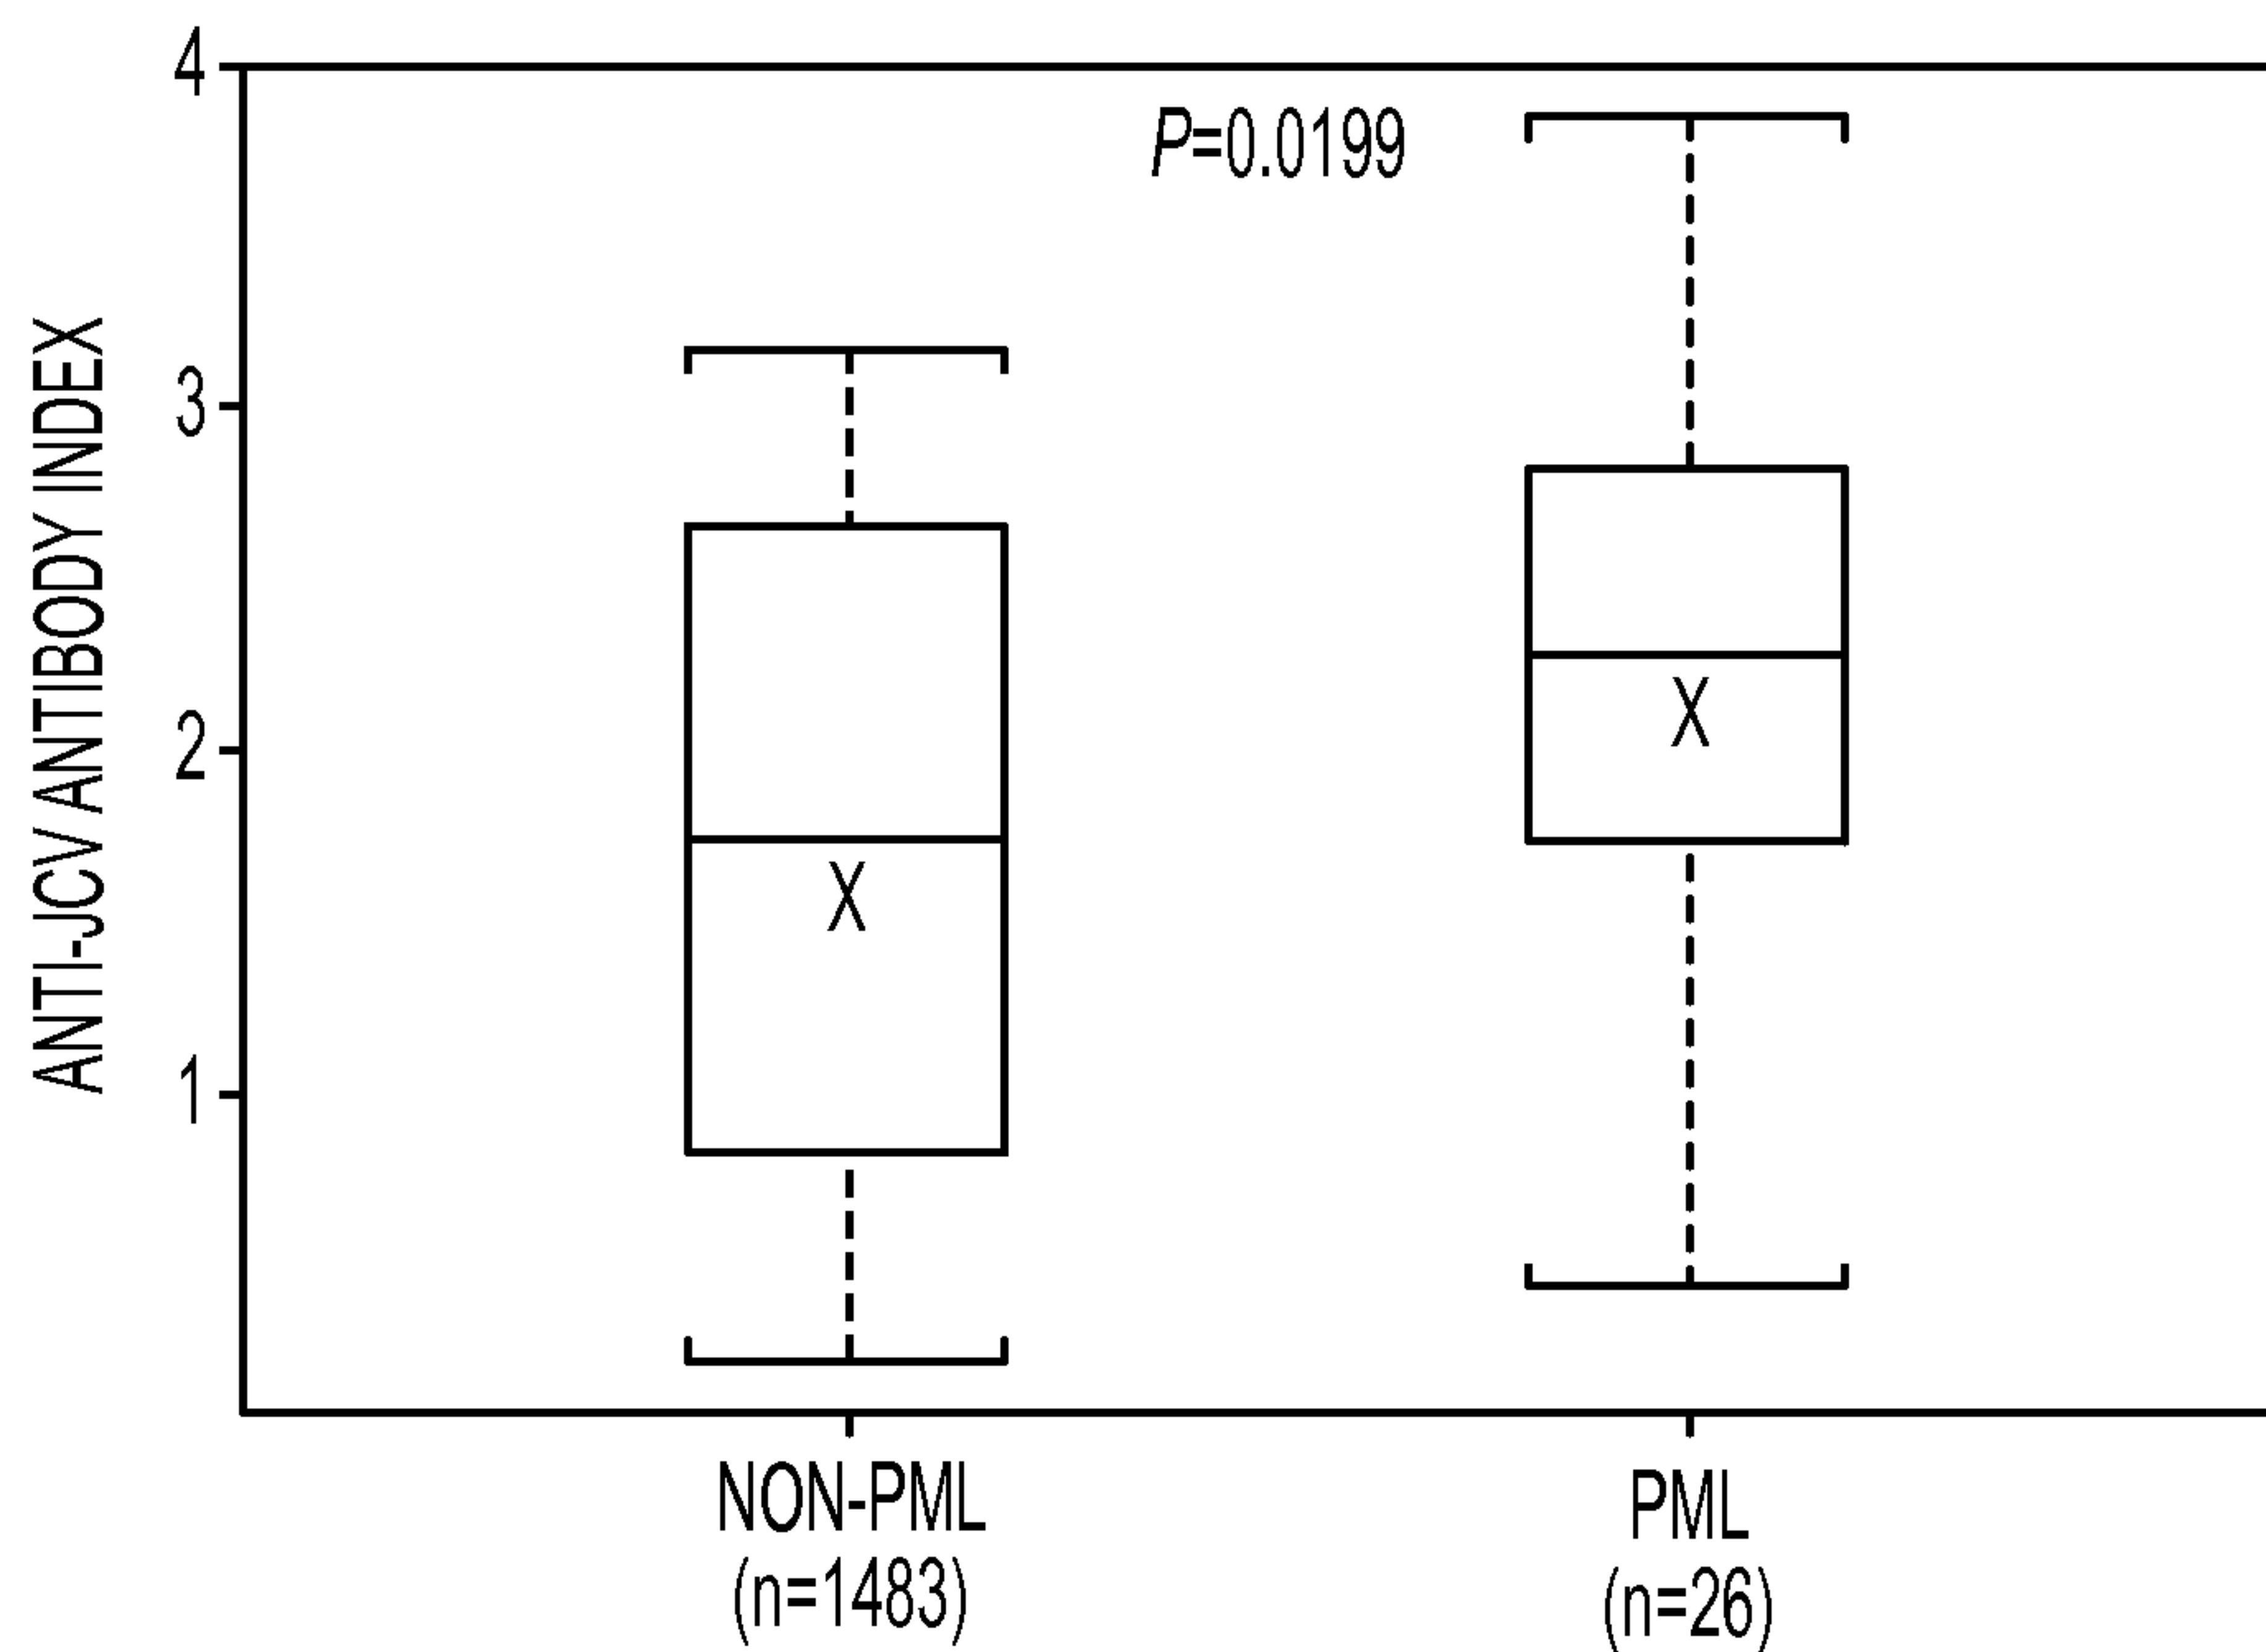 4
P=0.0199
3
2
1
ANTI-JCV ANTIBODY INDEX
X
X
NON-PML
(n=1483)
PML
(n=26)